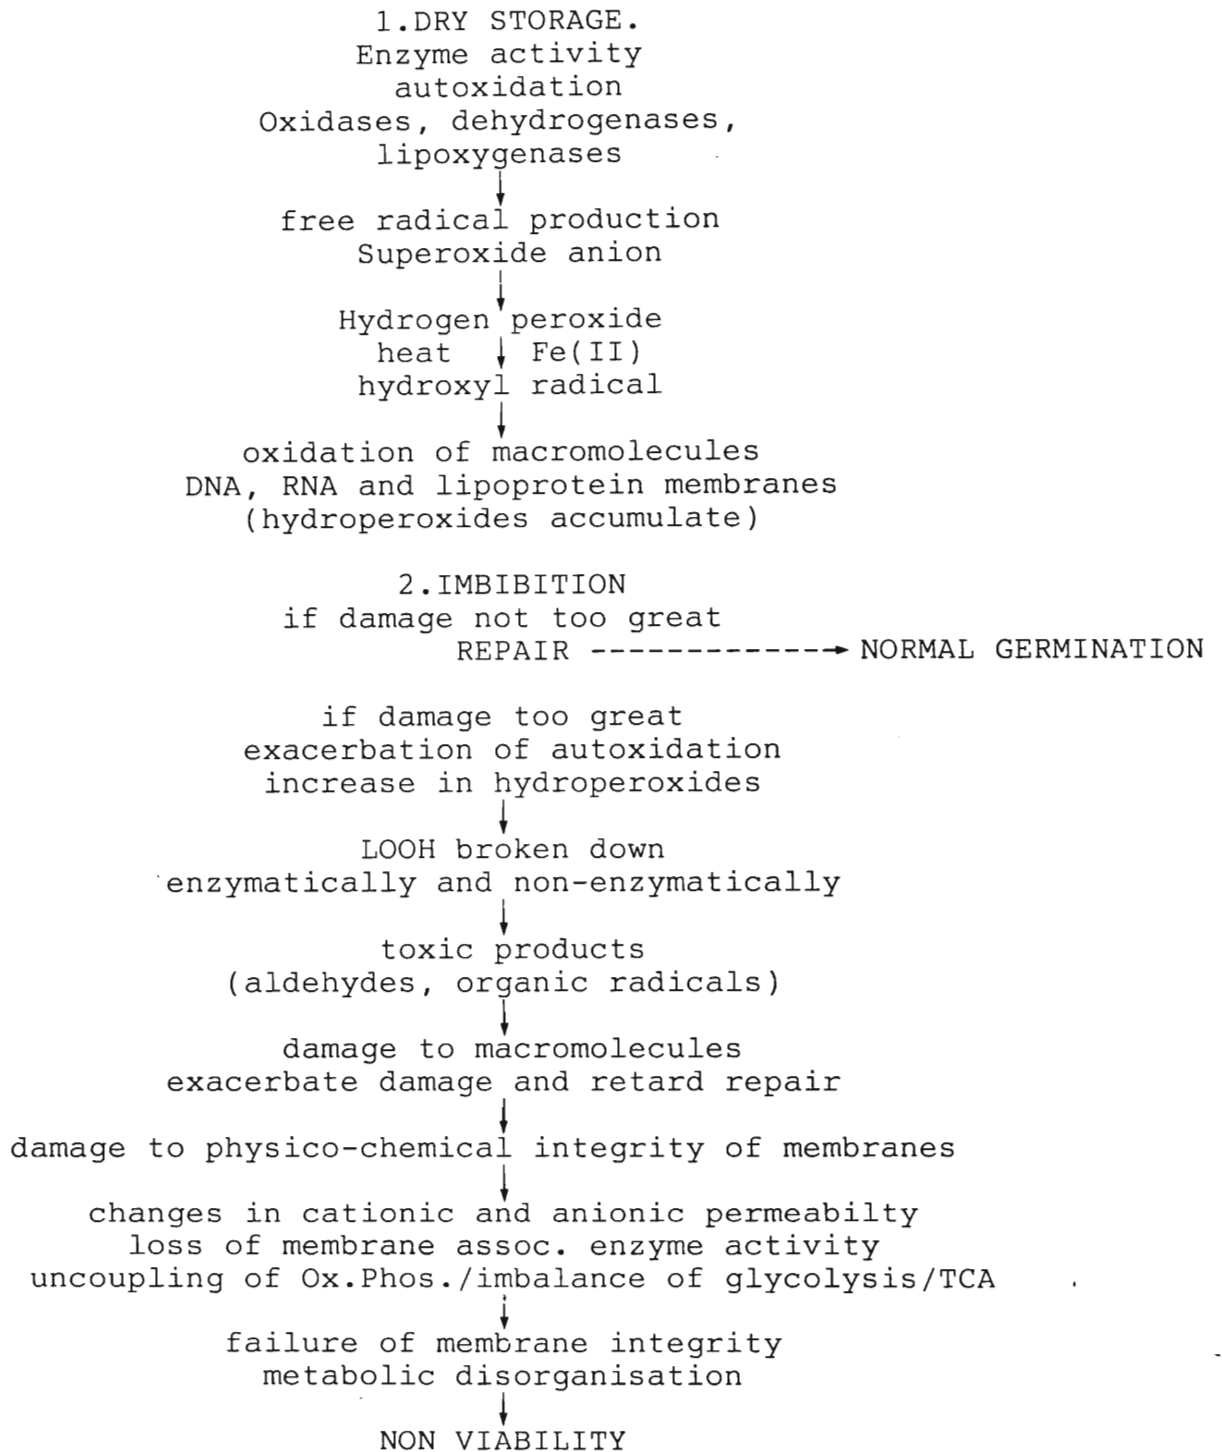 1.DRY STORAGE.
Enzyme activity
autoxidation
Oxidases, dehydrogenases,
lipoxygenases
free radical production
Superoxide anion
Hydrogen peroxide
heat Fe(II)
hydroxyl radical
oxidation of macromolecules
DNA, RNA and lipoprotein membranes
(hydroperoxides accumulate)
2.IMBIBITION
if damage not too great
REPAIR -------------→ NORMAL GERMINATION
if damage too great
exacerbation of autoxidation
increase in hydroperoxides
LOOH broken down
enzymatically and non-enzymatically
toxic products
(aldehydes, organic radicals)
damage to macromolecules
exacerbate damage and retard repair
damage to physico-chemical integrity of membranes
changes in cationic and anionic permeabilty
loss of membrane assoc. enzyme activity
uncoupling of Ox.Phos./imbalance of glycolysis/TCA
failure of membrane integrity
metabolic disorganisation
NON VIABILITY